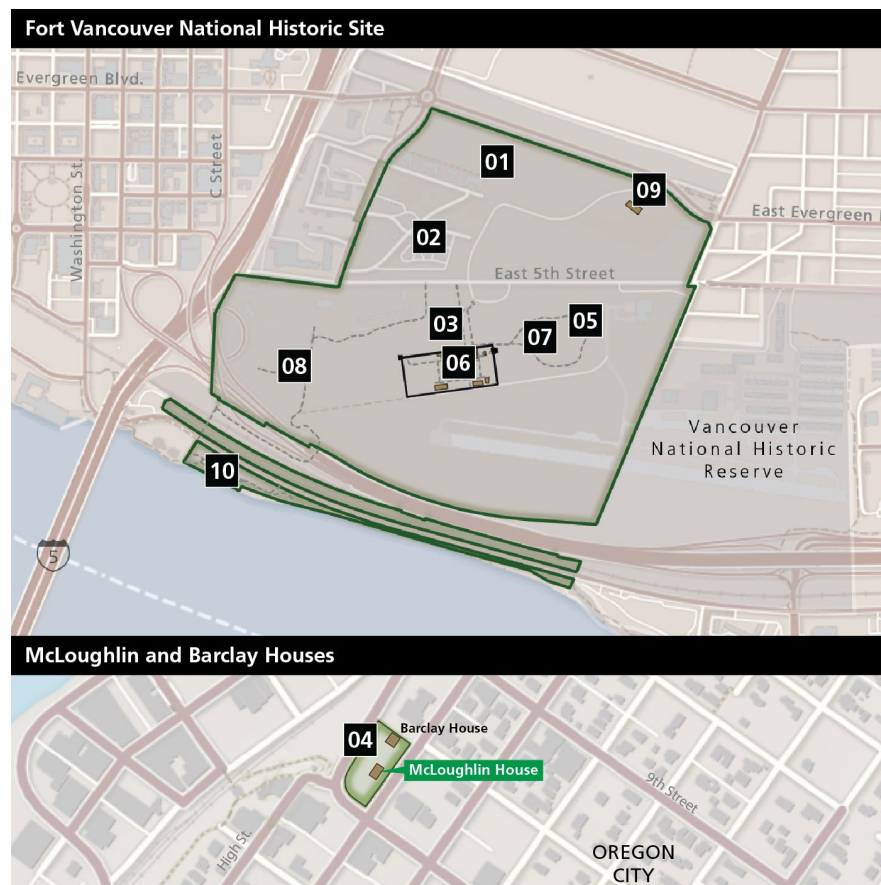 Fort Vancouver National Historic Site
Evergreen Blvd.
C Street
Washington St.
01
09
East Evergreen
02
East 5th Street
03
05
07
06
08
Vancouver
National Historic
Reserve
10
5
McLoughlin and Barclay Houses
04
Barclay House
McLoughlin House
9th Street
High St.
OREGON
CITY